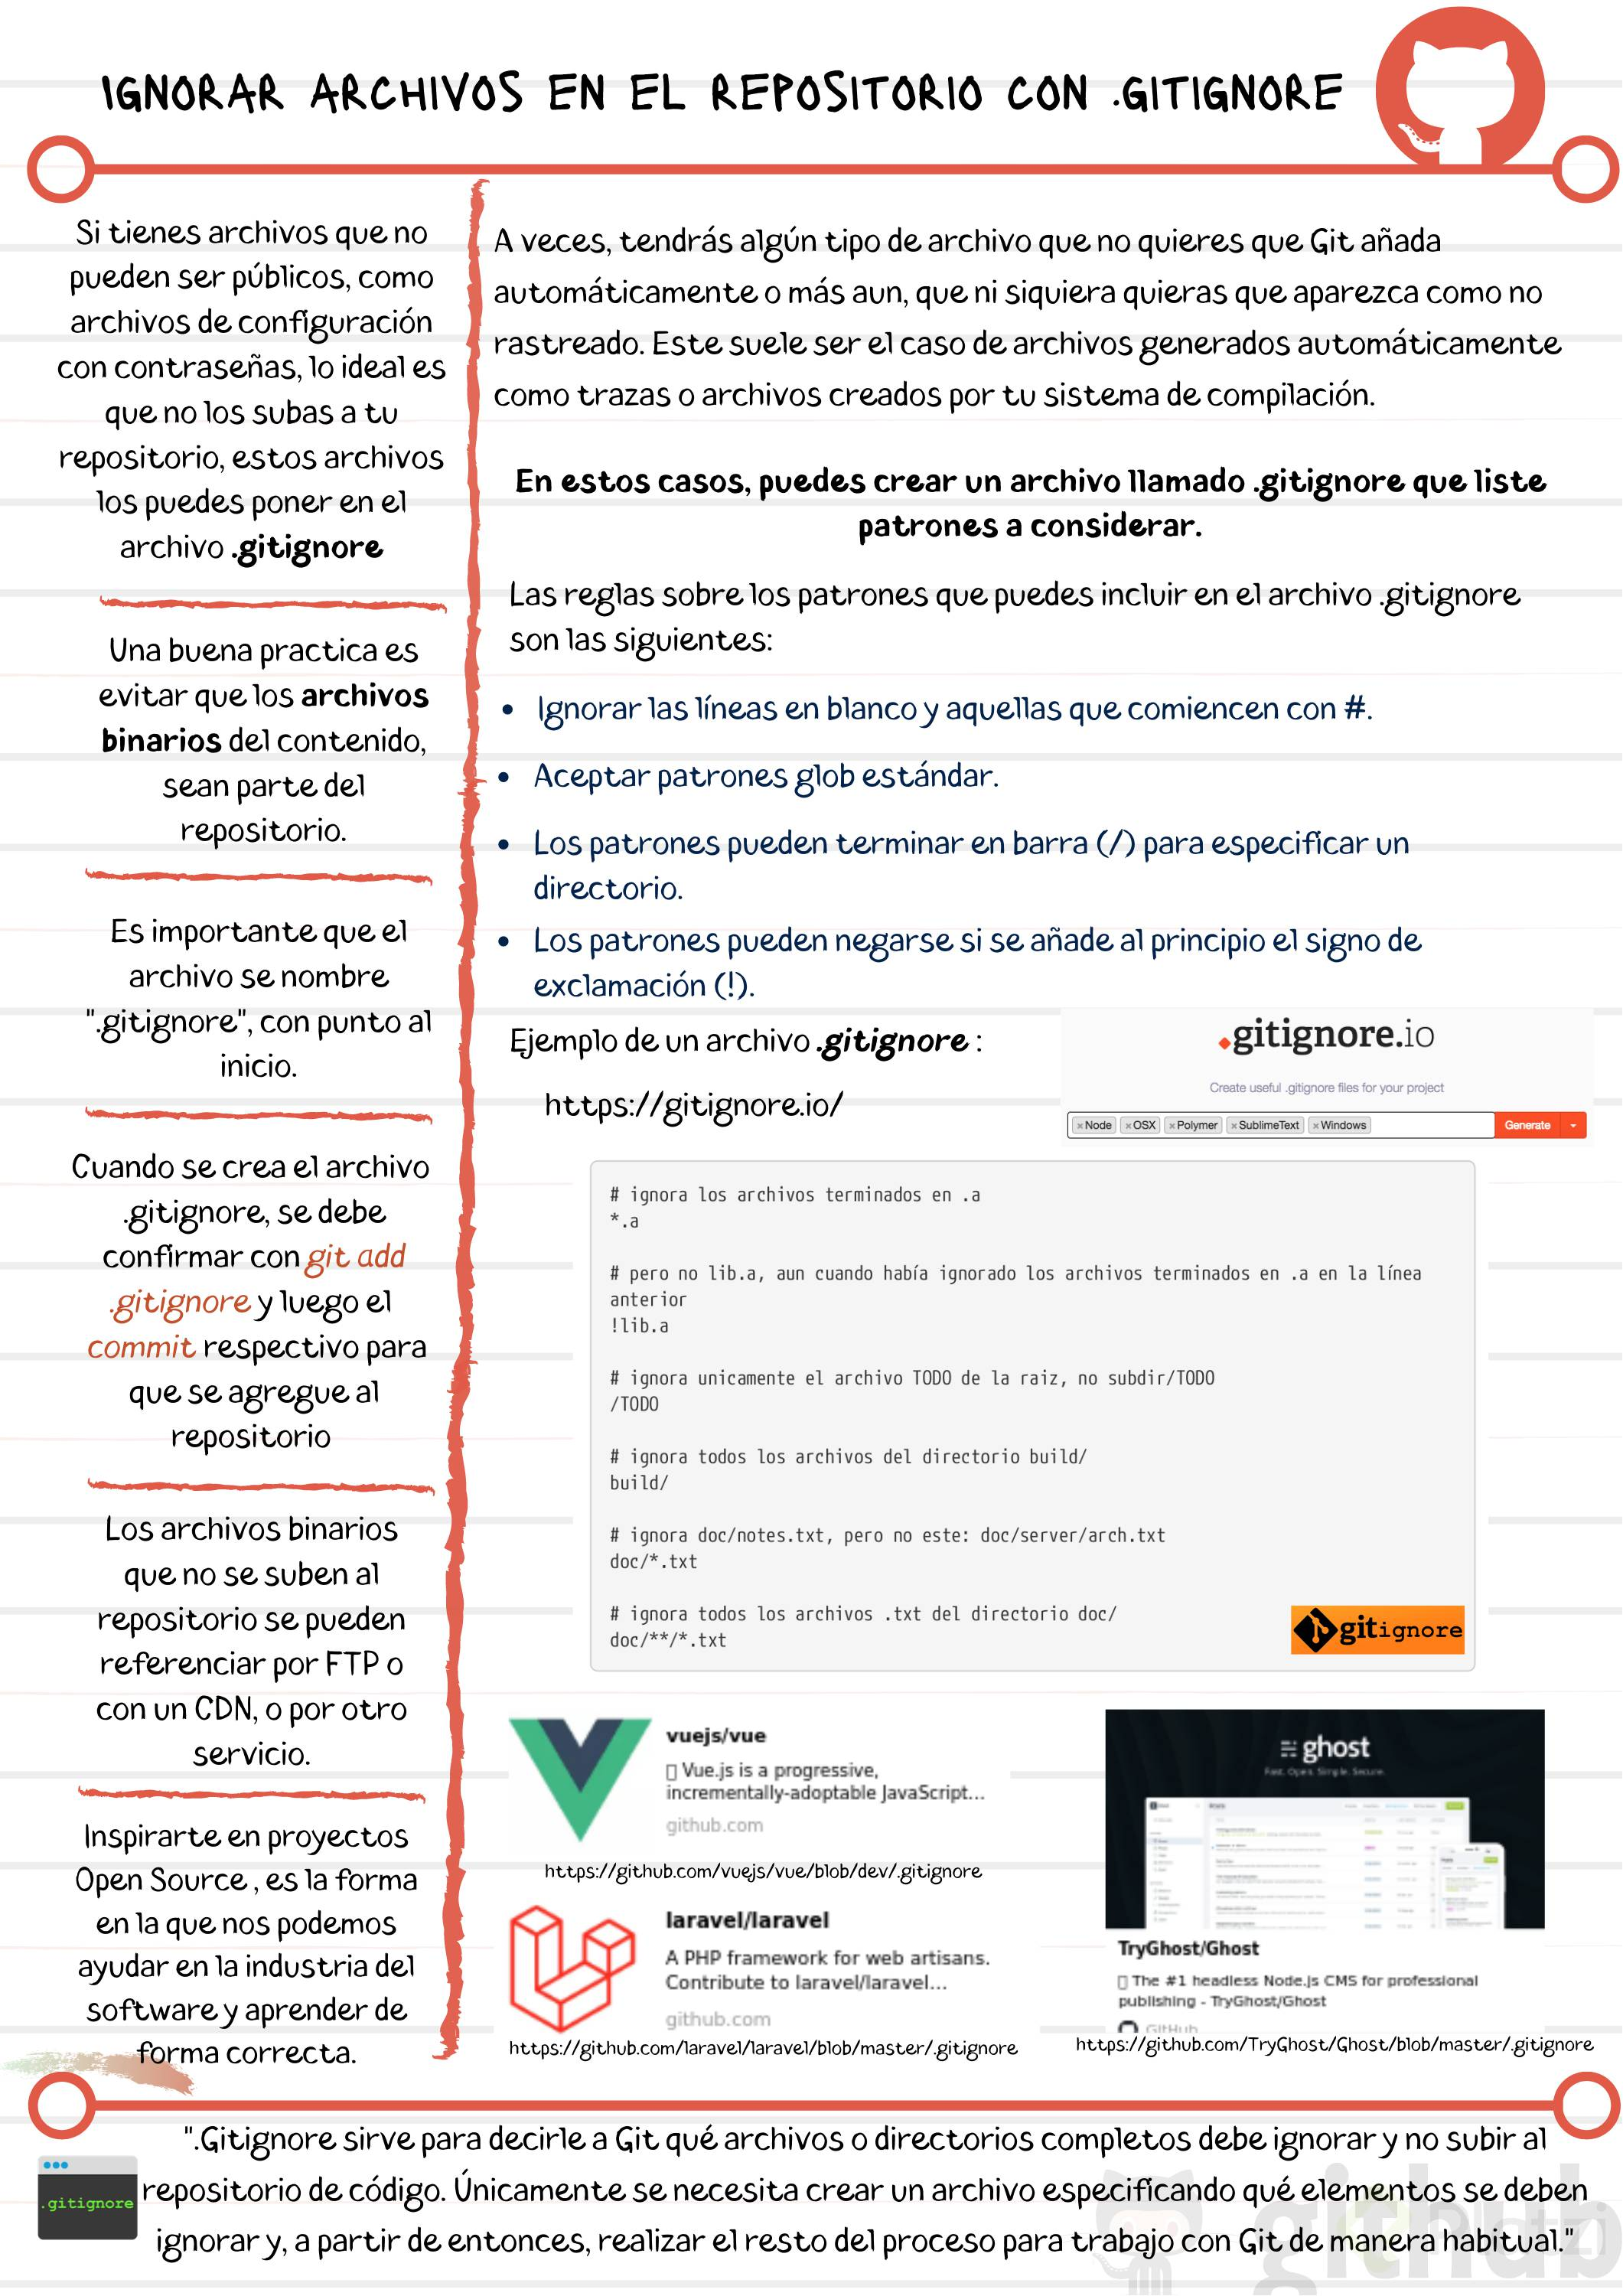 IGNORAR ARCHIVOS EN EL REPOSITORIO CON .GITIGNORE
Si tienes archivos que no
pueden ser públicos, como
archivos de configuración
con contraseñas, lo ideal es
que no los subas a tu
repositorio, estos archivos
los puedes poner en el
archivo .gitignore
Una buena practica es
evitar que los archivos
binarios del contenido,
sean parte del
repositorio.
Es importante que el
archivo se nombre
".gitignore", con punto al
inicio.
Cuando se crea el archivo
.gitignore, se debe
confirmar con git add
.gitignore y luego el
commit respectivo para
que se agregue al
repositorio
Los archivos binarios
que no se suben al
repositorio se pueden
referenciar por FTP o
con un CDN, o por otro
servicio.
Inspirarte en proyectos
Open Source , es la forma
en la que nos podemos
ayudar en la industria del
software y aprender de
forma correcta.
A veces, tendrás algún tipo de archivo que no quieres que Git añada
automáticamente o más aun, que ni siquiera quieras que aparezca como no
rastreado. Este suele ser el caso de archivos generados automáticamente
como trazas o archivos creados por tu sistema de compilación.
En estos casos, puedes crear un archivo llamado .gitignore que liste
patrones a considerar.
Las reglas sobre los patrones que puedes incluir en el archivo .gitignore
son las siguientes:
• Ignorar las líneas en blanco y aquellas que comiencen con #.
• Aceptar patrones glob estándar.
• Los patrones pueden terminar en barra (/) para especificar un
directorio.
• Los patrones pueden negarse si se añade al principio el signo de
exclamación (!).
Ejemplo de un archivo .gitignore :
https://gitignore.io/
.gitignore.io
Create useful .gitignore files for your project
× Node × OSX × Polymer × SublimeText × Windows Generate
# ignora los archivos terminados en .a
*.a
# pero no lib.a, aun cuando había ignorado los archivos terminados en .a en la línea
anterior
!lib.a
# ignora unicamente el archivo TODO de la raiz, no subdir/TODO
/TODO
# ignora todos los archivos del directorio build/
build/
# ignora doc/notes.txt, pero no este: doc/server/arch.txt
doc/*.txt
# ignora todos los archivos .txt del directorio doc/
doc/**/*.txt
gitignore
vuejs/vue
Vue.js is a progressive,
incrementally-adoptable JavaScript...
github.com
https://github.com/vuejs/vue/blob/dev/.gitignore
laravel/laravel
A PHP framework for web artisans.
Contribute to laravel/laravel...
github.com
https://github.com/laravel/laravel/blob/master/.gitignore
ghost
Fast. Open. Simple. Secure.
TryGhost/Ghost
The #1 headless Node.js CMS for professional
publishing - TryGhost/Ghost
GitHub
https://github.com/TryGhost/Ghost/blob/master/.gitignore
.gitignore
".Gitignore sirve para decirle a Git qué archivos o directorios completos debe ignorar y no subir al
repositorio de código. Únicamente se necesita crear un archivo especificando qué elementos se deben
ignorar y, a partir de entonces, realizar el resto del proceso para trabajo con Git de manera habitual."
github
Platzi